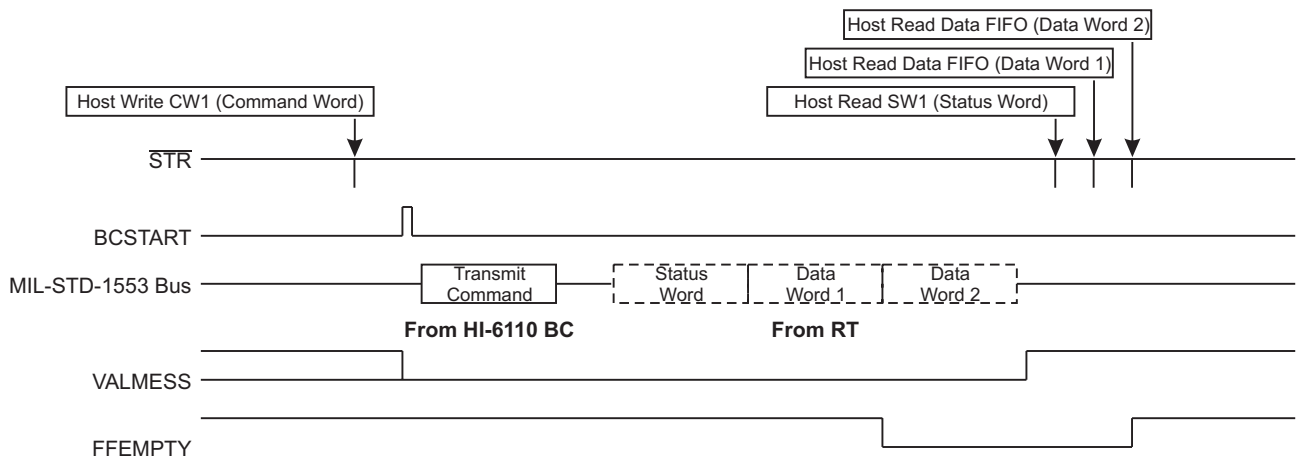 Host Read Data FIFO (Data Word 2)
Host Read Data FIFO (Data Word 1)
Host Write CW1 (Command Word)
Host Read SW1 (Status Word)
STR
BCSTART
MIL-STD-1553 Bus
Transmit
Command
Status
Word
Data
Word 1
Data
Word 2
From HI-6110 BC
From RT
VALMESS
FFEMPTY